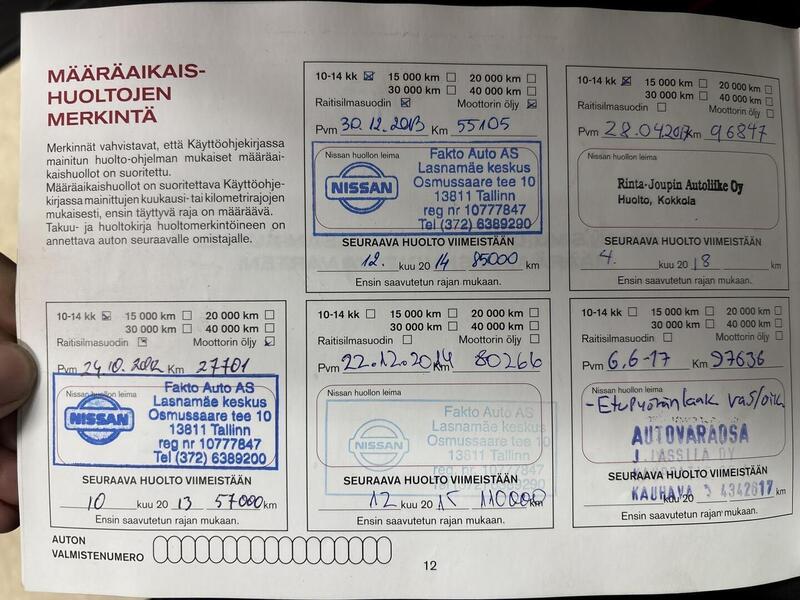 MÄÄRÄAIKAIS-
HUOLTOJEN
MERKINTÄ
Merkinnät vahvistavat, että Käyttöohjekirjassa
mainitun huolto-ohjelman mukaiset määräai-
kaishuollot on suoritettu.
Määräaikaishuollot on suoritettava Käyttöohje-
kirjassa mainittujen kuukausi- tai kilometrirajojen
mukaisesti, ensin täyttyvä raja on määräävä.
Takuu- ja huoltokirja huoltomerkintöineen on
annettava auton seuraavalle omistajalle.
10-14 kk 15 000 km 20 000 km
30 000 km 40 000 km
Raitisilmasuodin Moottorin öljy
Pvm 24.10.2012 Km 27701
Nissan huollon leima
NISSAN
Fakto Auto AS
Lasnamäe keskus
Osmussaare tee 10
13811 Tallinn
reg nr 10777847
Tel (372) 6389200
SEURAAVA HUOLTO VIIMEISTÄÄN
10 kuu 20 13 57000 km
Ensin saavutetun rajan mukaan.
10-14 kk 15 000 km 20 000 km
30 000 km 40 000 km
Raitisilmasuodin Moottorin öljy
Pvm 30.12.2013 Km 55105
Nissan huollon leima
NISSAN
Fakto Auto AS
Lasnamäe keskus
Osmussaare tee 10
13811 Tallinn
reg nr 10777847
Tel (372) 6389290
SEURAAVA HUOLTO VIIMEISTÄÄN
12. kuu 20 14 85000 km
Ensin saavutetun rajan mukaan.
10-14 kk 15 000 km 20 000 km
30 000 km 40 000 km
Raitisilmasuodin Moottorin öljy
Pvm 22.12.2014 Km 80266
Nissan huollon leima
NISSAN
Fakto Auto AS
Lasnamäe keskus
Osmussaare tee 10
13811 Tallinn
reg. nr. 10777847
SEURAAVA HUOLTO VIIMEISTÄÄN
12 kuu 20 15 110000 km
Ensin saavutetun rajan mukaan.
10-14 kk 15 000 km 20 000 km
30 000 km 40 000 km
Raitisilmasuodin Moottorin öljy
Pvm 28.04.2017 Km 96847
Nissan huollon leima
Rinta-Joupin Autoliike Oy
Huolto, Kokkola
SEURAAVA HUOLTO VIIMEISTÄÄN
4. kuu 20 18 km
Ensin saavutetun rajan mukaan.
10-14 kk 15 000 km 20 000 km
30 000 km 40 000 km
Raitisilmasuodin Moottorin öljy
Pvm 6.6-17 Km 97636
Nissan huollon leima
AUTOVARAOSA
SEURAAVA HUOLTO VIIMEISTÄÄN
KAUHAVA
kuu 20 km
Ensin saavutetun rajan mukaan.
AUTON
VALMISTENUMERO
12